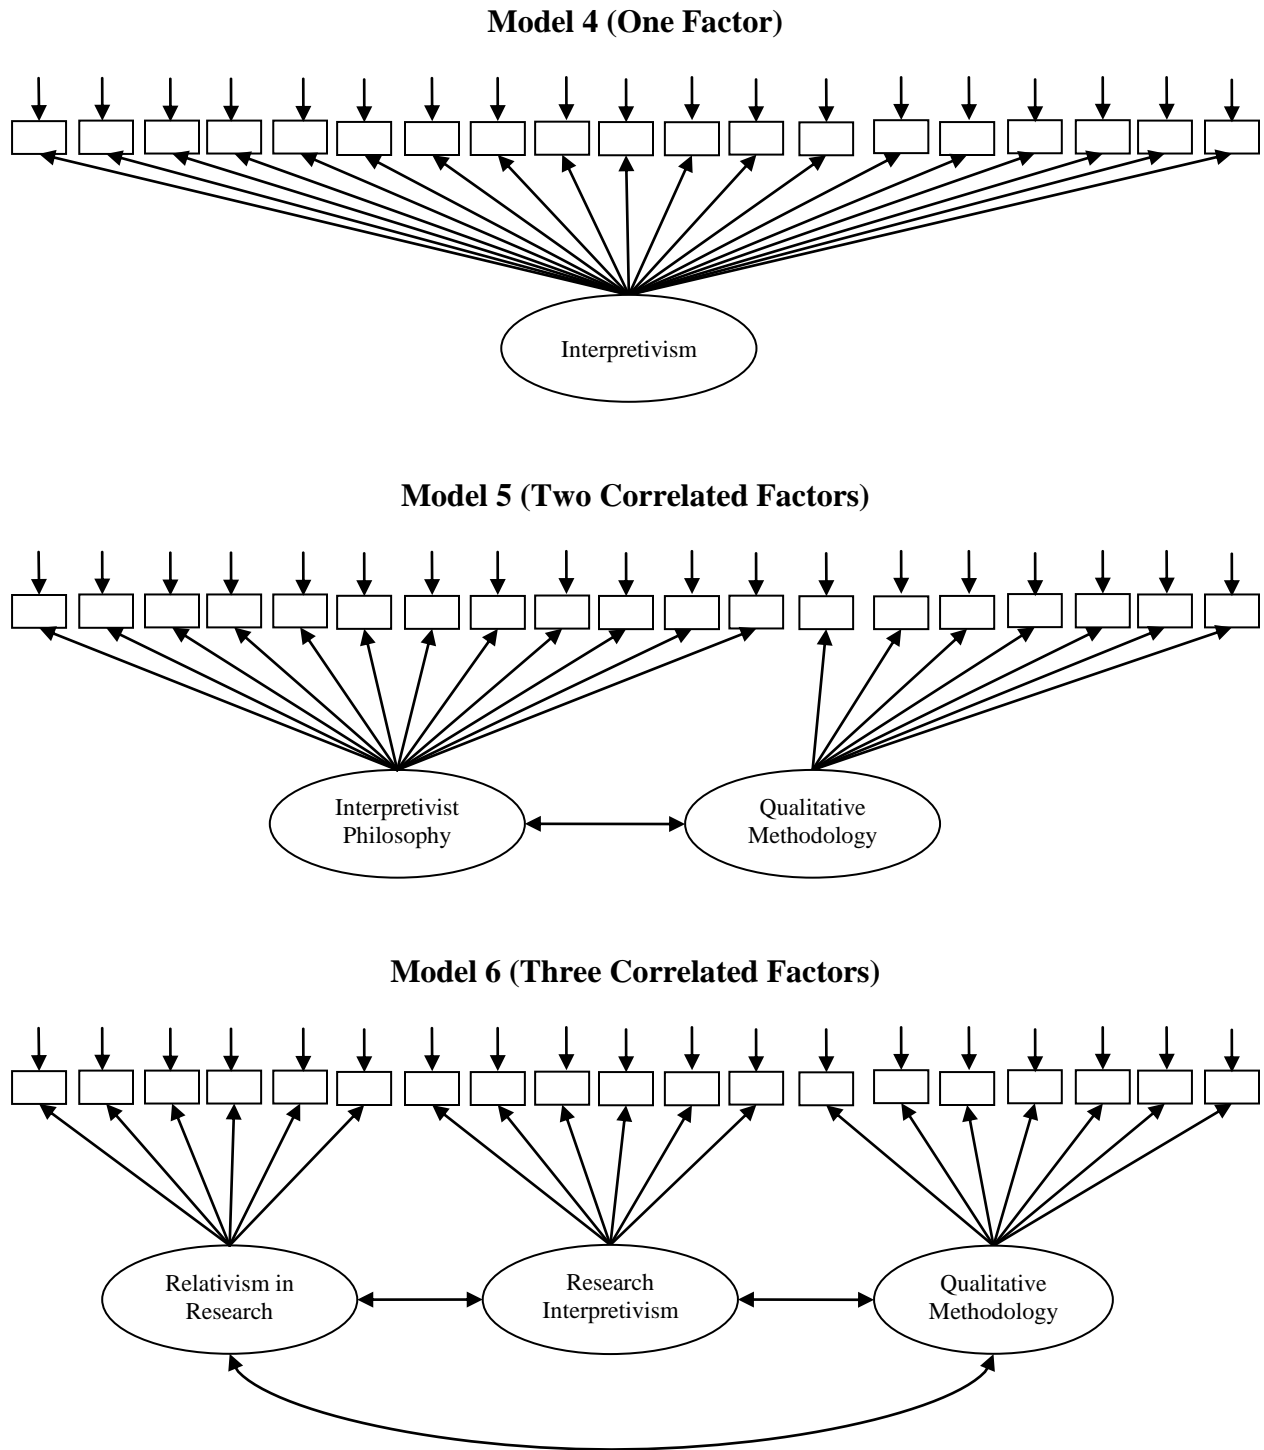 Model 4 (One Factor)
Interpretivism
Model 5 (Two Correlated Factors)
Interpretivist
Philosophy
Qualitative
Methodology
Model 6 (Three Correlated Factors)
Relativism in
Research
Research
Interpretivism
Qualitative
Methodology